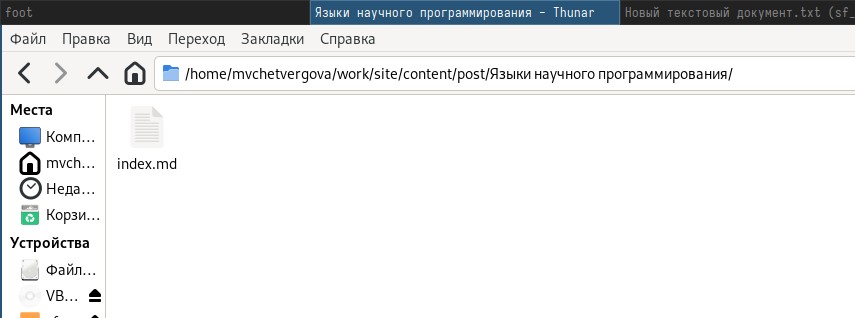 foot
Языки научного программирования - Thunar
Новый текстовый документ.txt (sf_
Файл Правка Вид Переход Закладки Справка
/home/mvchetvergova/work/site/content/post/Языки научного программирования/
Места
Комп...
mvch...
Неда...
Корзи...
Устройства
Файл...
VB...
index.md